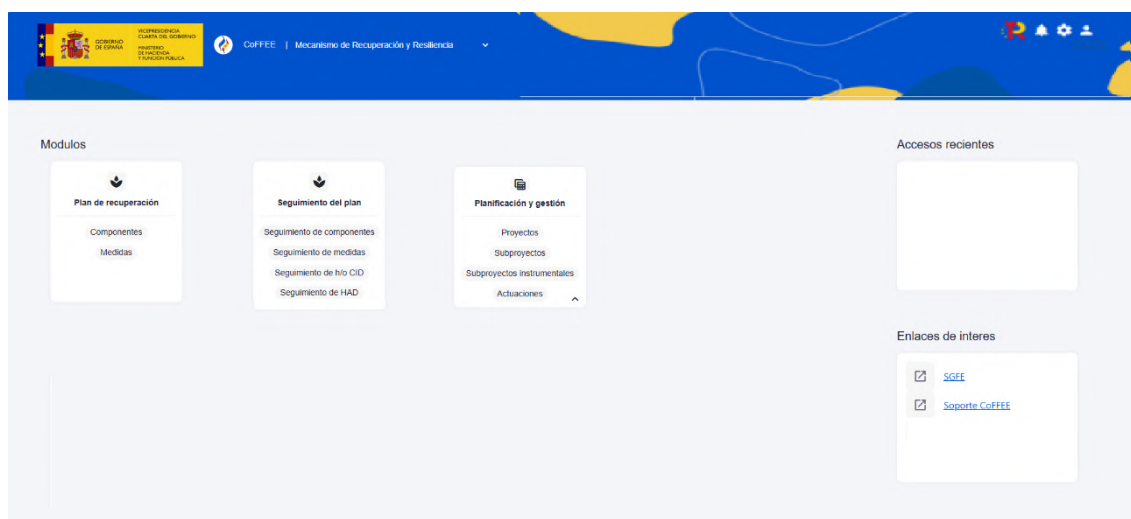 GOBIERNO
DE ESPAÑA
VICEPRESIDENCIA
CUARTA DEL GOBIERNO
MINISTERIO
DE HACIENDA
Y FUNCIÓN PÚBLICA
CoFFEE | Mecanismo de Recuperación y Resiliencia
Modulos
Plan de recuperación
Componentes
Medidas
Seguimiento del plan
Seguimiento de componentes
Seguimiento de medidas
Seguimiento de h/o CID
Seguimiento de HAD
Planificación y gestión
Proyectos
Subproyectos
Subproyectos instrumentales
Actuaciones
Accesos recientes
Enlaces de interes
SGFE
Soporte CoFFEE